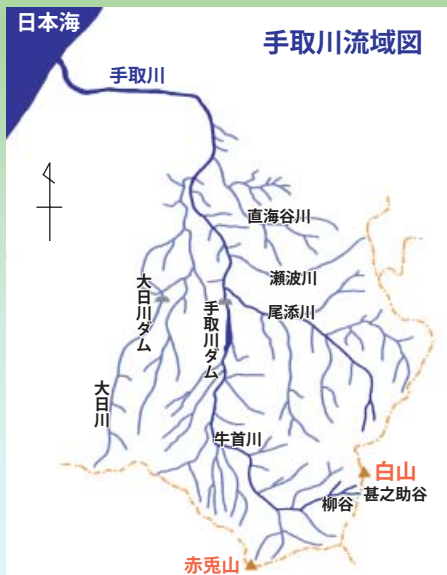 日本海
手取川流域図
手取川
直海谷川
瀬波川
尾添川
大日川ダム
手取川ダム
大日川
牛首川
白山
甚之助谷
柳谷
赤兎山